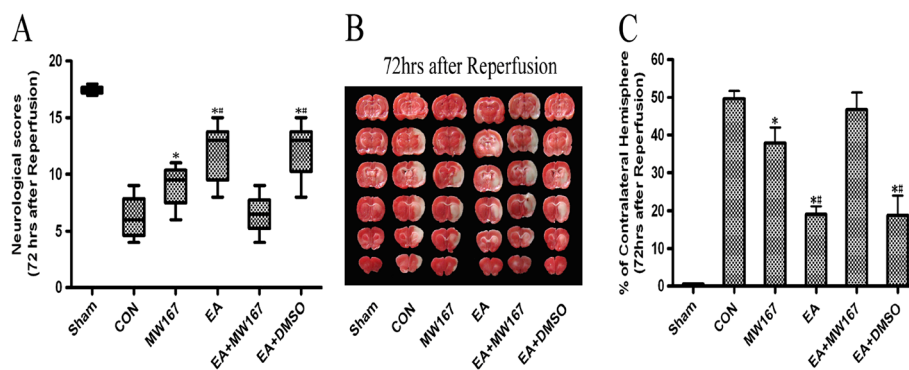 A
Neurological scores
(72 hrs after Reperfusion)
20
15
10
5
0
*
*#
*#
Sham
CON
MW167
EA
EA+MW167
EA+DMSO
B
72hrs after Reperfusion
Sham
CON
MW167
EA
EA+MW167
EA+DMSO
C
% of Contralateral Hemisphere
(72hrs after Reperfusion)
60
50
40
30
20
10
0
*
*#
*#
Sham
CON
MW167
EA
EA+MW167
EA+DMSO